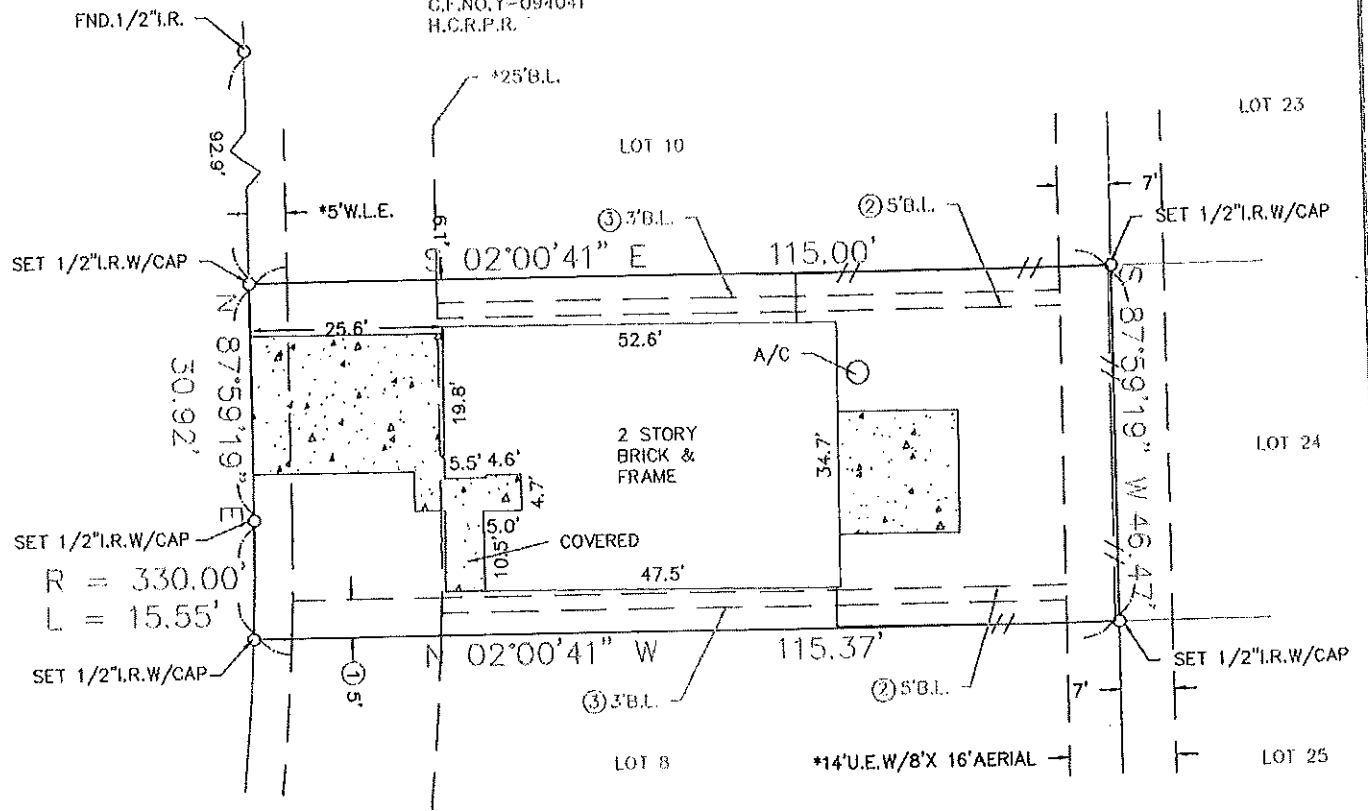 C.F.NO.Y-094041
H.C.R.P.R.
FND.1/2"I.R.
*25'B.L.
LOT 23
LOT 10
92.9'
*5'W.L.E.
③ 3'B.L.
② 5'B.L.
7'
SET 1/2"I.R.W/CAP
SET 1/2"I.R.W/CAP
6.1'
S 02°00'41" E 115.00'
25.6'
52.6'
A/C
N 87°59'19" E
30.92'
S 87°59'19" W 46.47'
19.8'
2 STORY
BRICK &
FRAME
34.7'
LOT 24
5.5' 4.6'
4.7'
5.0'
COVERED
10.5'
SET 1/2"I.R.W/CAP
R = 330.00'
L = 15.55'
47.5'
SET 1/2"I.R.W/CAP
N 02°00'41" W 115.37'
SET 1/2"I.R.W/CAP
① 5'
③ 3'B.L.
② 5'B.L.
7'
LOT 8
*14'U.E.W/8'X 16'AERIAL
LOT 25